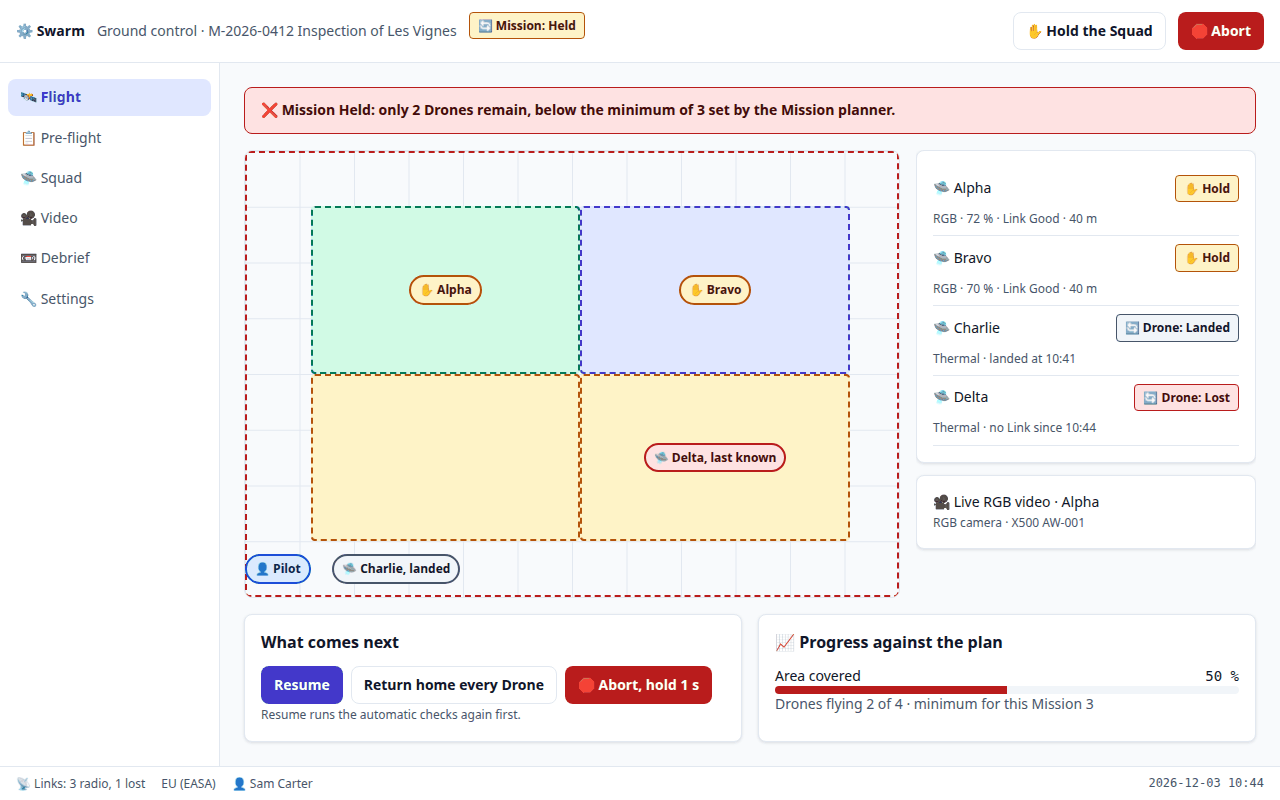 ⚙️ Swarm Ground control · M-2026-0412 Inspection of Les Vignes 🔄 Mission: Held ✋ Hold the Squad 🛑 Abort
🛰️ Flight
📋 Pre-flight
🛸 Squad
🎥 Video
📼 Debrief
🔧 Settings
❌ Mission Held: only 2 Drones remain, below the minimum of 3 set by the Mission planner.
✋ Alpha
✋ Bravo
🛸 Delta, last known
👤 Pilot
🛸 Charlie, landed
🛸 Alpha ✋ Hold
RGB · 72 % · Link Good · 40 m
🛸 Bravo ✋ Hold
RGB · 70 % · Link Good · 40 m
🛸 Charlie 🔄 Drone: Landed
Thermal · landed at 10:41
🛸 Delta 🔄 Drone: Lost
Thermal · no Link since 10:44
🎥 Live RGB video · Alpha
RGB camera · X500 AW-001
What comes next
Resume Return home every Drone 🛑 Abort, hold 1 s
Resume runs the automatic checks again first.
📈 Progress against the plan
Area covered 50 %
Drones flying 2 of 4 · minimum for this Mission 3
📡 Links: 3 radio, 1 lost EU (EASA) 👤 Sam Carter 2026-12-03 10:44